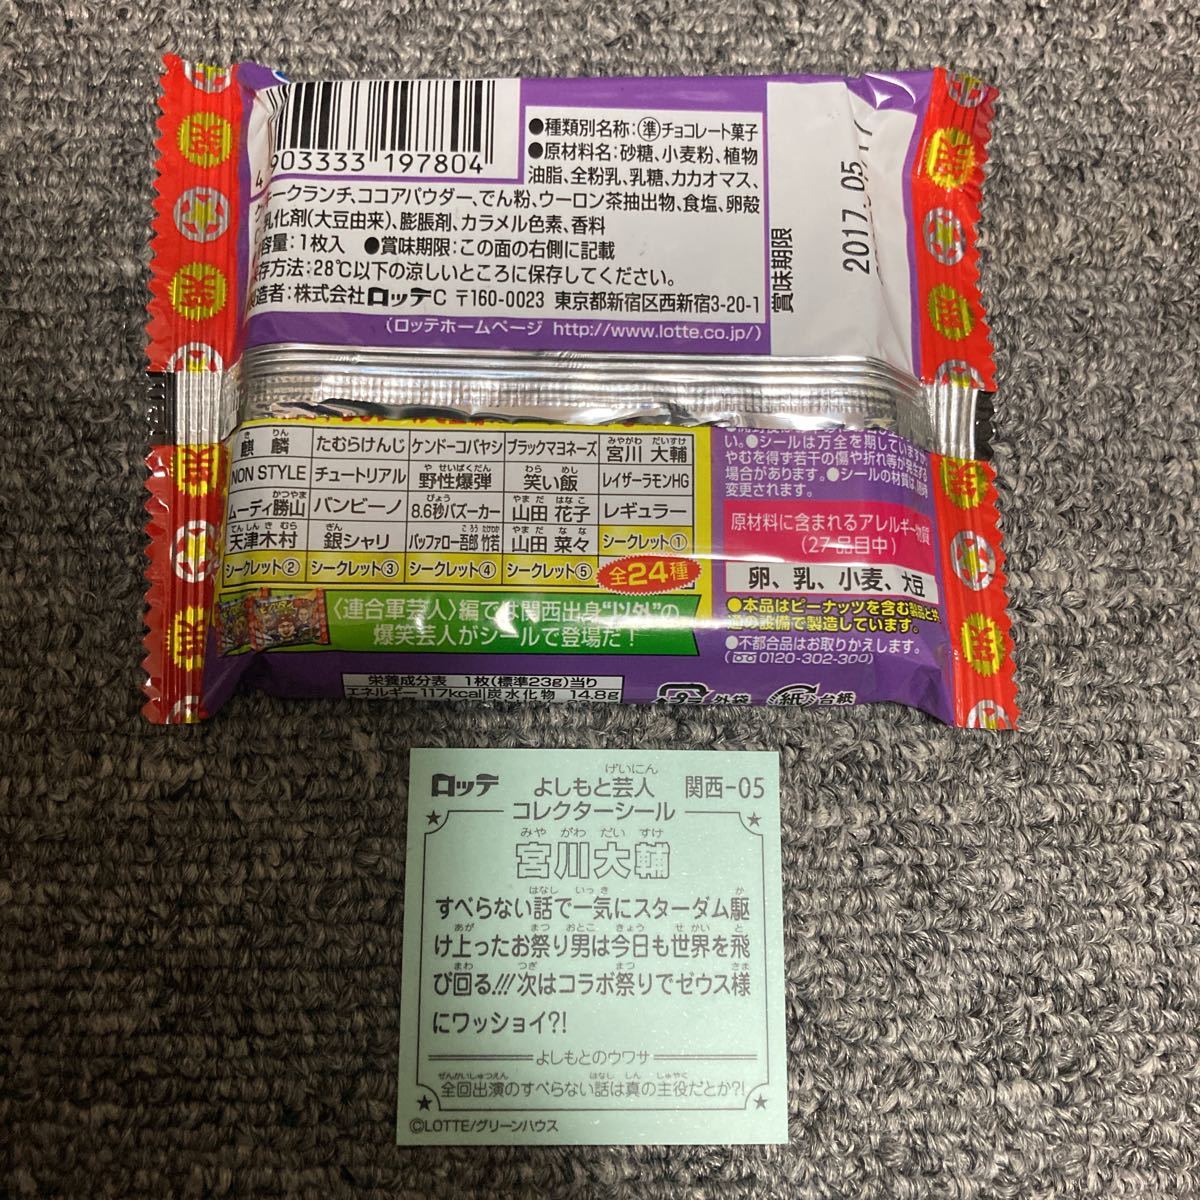 4903333 197804
●種類別名称:㊤チョコレート菓子
●原材料名:砂糖、小麦粉、植物
油脂、全粉乳、乳糖、カカオマス、
クッキークランチ、ココアパウダー、でん粉、ウーロン茶抽出物、食塩、卵殻
乳化剤(大豆由来)、膨脹剤、カラメル色素、香料
容量:1枚入 ●賞味期限:この面の右側に記載
保存方法:28℃以下の涼しいところに保存してください。
製造者:株式会社ロッテC 〒160-0023 東京都新宿区西新宿3-20-1
(ロッテホームページ http://www.lotte.co.jp/)
賞味期限
2017.05.17
麒麟 たむらけんじ ケンドーコバヤシ ブラックマヨネーズ 宮川 大輔
NON STYLE チュートリアル 野性爆弾 笑い飯 レイザーラモンHG
ムーディ勝山 バンビーノ 8.6秒バズーカー 山田 花子 レギュラー
天津木村 銀シャリ バッファロー吾郎 竹若 山田 菜々 シークレット①
シークレット② シークレット③ シークレット④ シークレット⑤ 全24種
〈連合軍芸人〉編では関西出身“以外”の
爆笑芸人がシールで登場だ!
い。●シールは万全を期していますが
やむを得ず若干の傷や折れ等が発生する
場合があります。●シールの材質は、随時
変更されます。
原材料に含まれるアレルギー物質
(27品目中)
卵、乳、小麦、大豆
●本品はピーナッツを含む製品と共
通の設備で製造しています。
●不都合品はお取りかえします。
(0120-302-300)
栄養成分表 1枚(標準23g)当り
エネルギー 117kcal 炭水化物 14.8g
プラ 外袋 紙 台紙
ロッテ よしもと芸人 関西-05
コレクターシール
宮川大輔
すべらない話で一気にスターダム駆
け上ったお祭り男は今日も世界を飛
び回る!!!次はコラボ祭りでゼウス様
にワッショイ?!
よしもとのウワサ
全回出演のすべらない話は真の主役だとか?!
©LOTTE/グリーンハウス